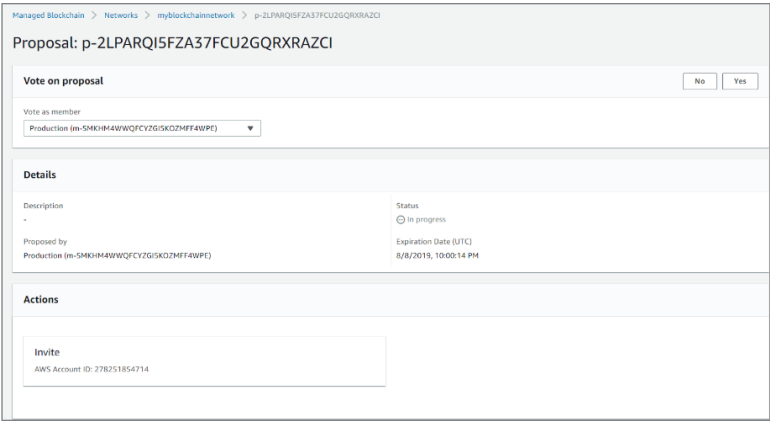 Managed Blockchain > Networks > myblockchainnetwork > p-2LPARQI5FZA37FCU2GQRXRAZCI
Proposal: p-2LPARQI5FZA37FCU2GQRXRAZCI
Vote on proposal No Yes
Vote as member
Production (m-5MKHM4WWQFCYZGI5KOZMFF4WPE)
Details
Description Status
- In progress
Proposed by Expiration Date (UTC)
Production (m-5MKHM4WWQFCYZGI5KOZMFF4WPE) 8/8/2019, 10:00:14 PM
Actions
Invite
AWS Account ID: 278251854714